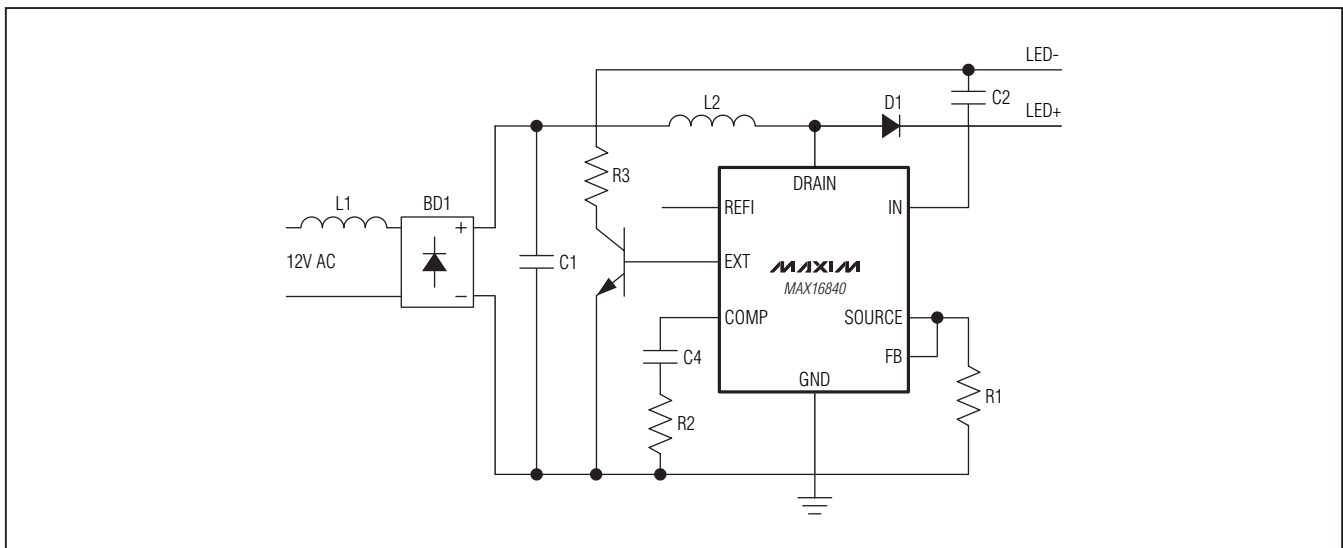 LED-
C2
L2
D1
LED+
R3
DRAIN
L1
BD1
REFI
IN
+
12V AC
C1
EXT
MAXIM
MAX16840
−
COMP
SOURCE
C4
FB
GND
R1
R2